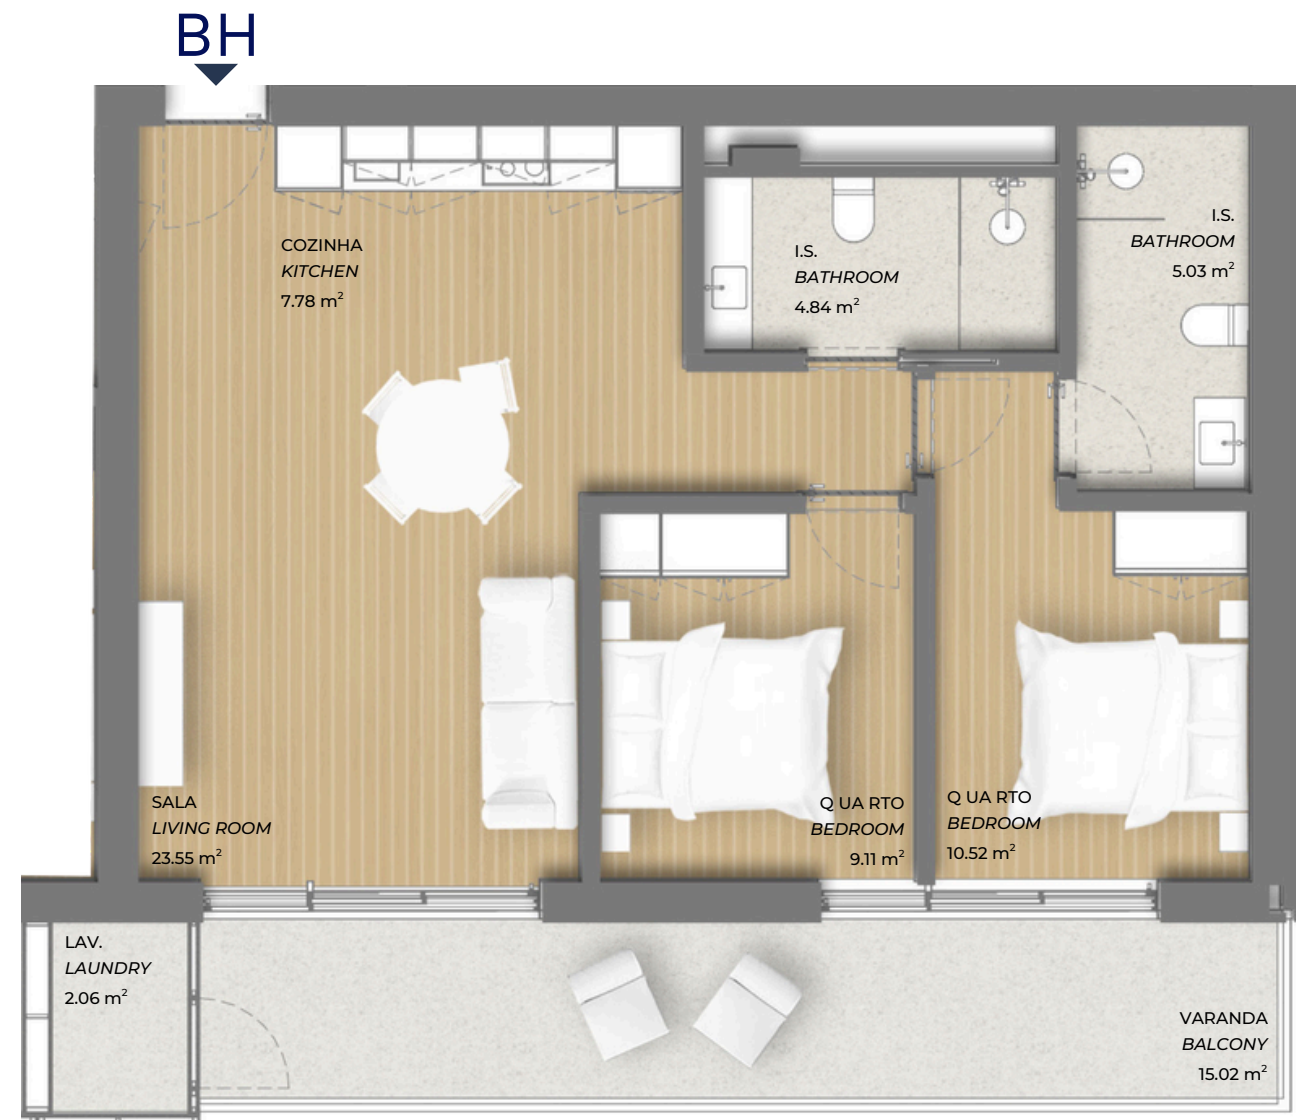 BH
COZINHA
KITCHEN
7.78 m²
I.S.
BATHROOM
4.84 m²
I.S.
BATHROOM
5.03 m²
SALA
LIVING ROOM
23.55 m²
Q UA RTO
BEDROOM
9.11 m²
Q UA RTO
BEDROOM
10.52 m²
LAV.
LAUNDRY
2.06 m²
VARANDA
BALCONY
15.02 m²